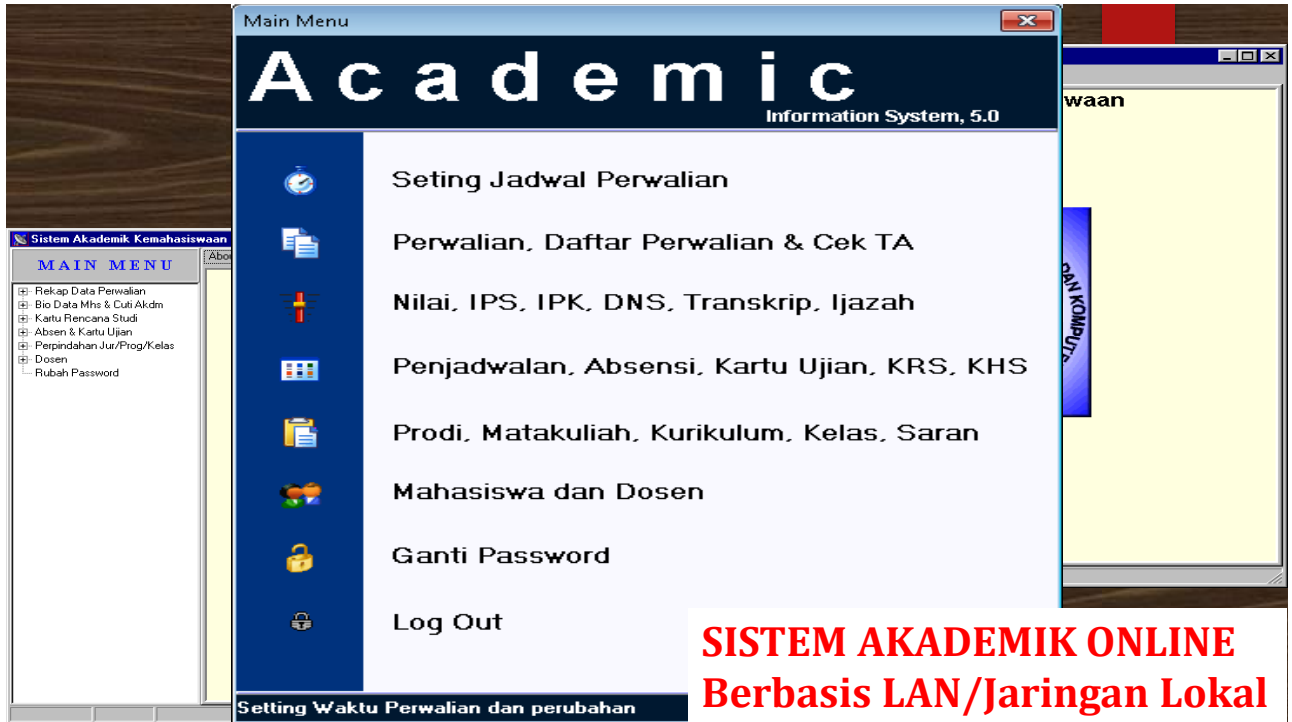 Main Menu
Academic
Information System, 5.0
Seting Jadwal Perwalian
Perwalian, Daftar Perwalian & Cek TA
Nilai, IPS, IPK, DNS, Transkrip, Ijazah
Penjadwalan, Absensi, Kartu Ujian, KRS, KHS
Prodi, Matakuliah, Kurikulum, Kelas, Saran
Mahasiswa dan Dosen
Ganti Password
Log Out
Setting Waktu Perwalian dan perubahan
Sistem Akademik Kemahasiswaan
MAIN MENU
Abou
Rekap Data Perwalian
Bio Data Mhs & Cuti Akdm
Kartu Rencana Studi
Absen & Kartu Ujian
Perpindahan Jur/Prog/Kelas
Dosen
Rubah Password
waan
DAN KOMPUTE
SISTEM AKADEMIK ONLINE
Berbasis LAN/Jaringan Lokal